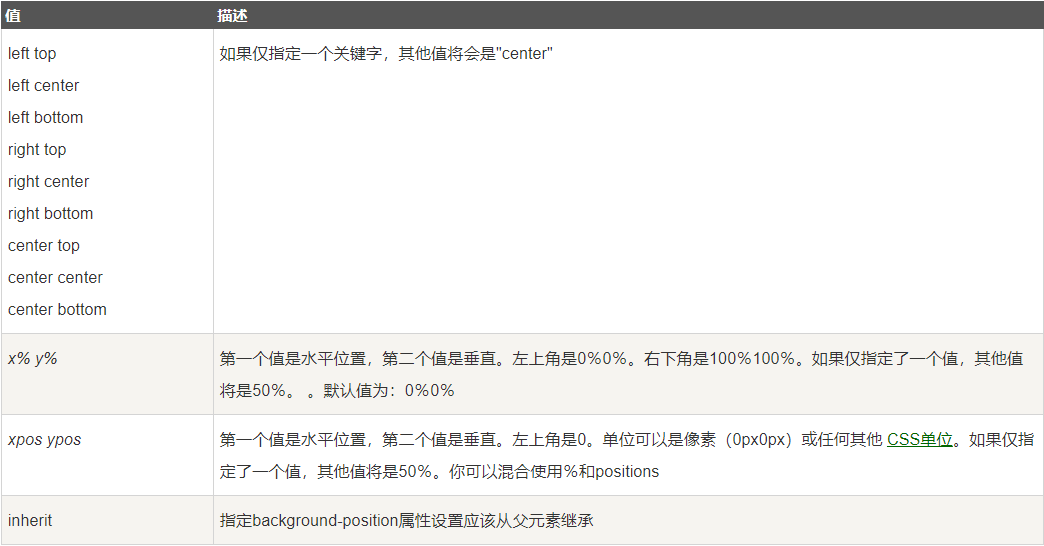 值 描述
left top 如果仅指定一个关键字，其他值将会是"center"
left center
left bottom
right top
right center
right bottom
center top
center center
center bottom
x% y% 第一个值是水平位置，第二个值是垂直。左上角是0％0％。右下角是100％100％。如果仅指定了一个值，其他值
将是50％。 。默认值为：0％0％
xpos ypos 第一个值是水平位置，第二个值是垂直。左上角是0。单位可以是像素（0px0px）或任何其他 CSS单位。如果仅指
定了一个值，其他值将是50％。你可以混合使用％和positions
inherit 指定background-position属性设置应该从父元素继承